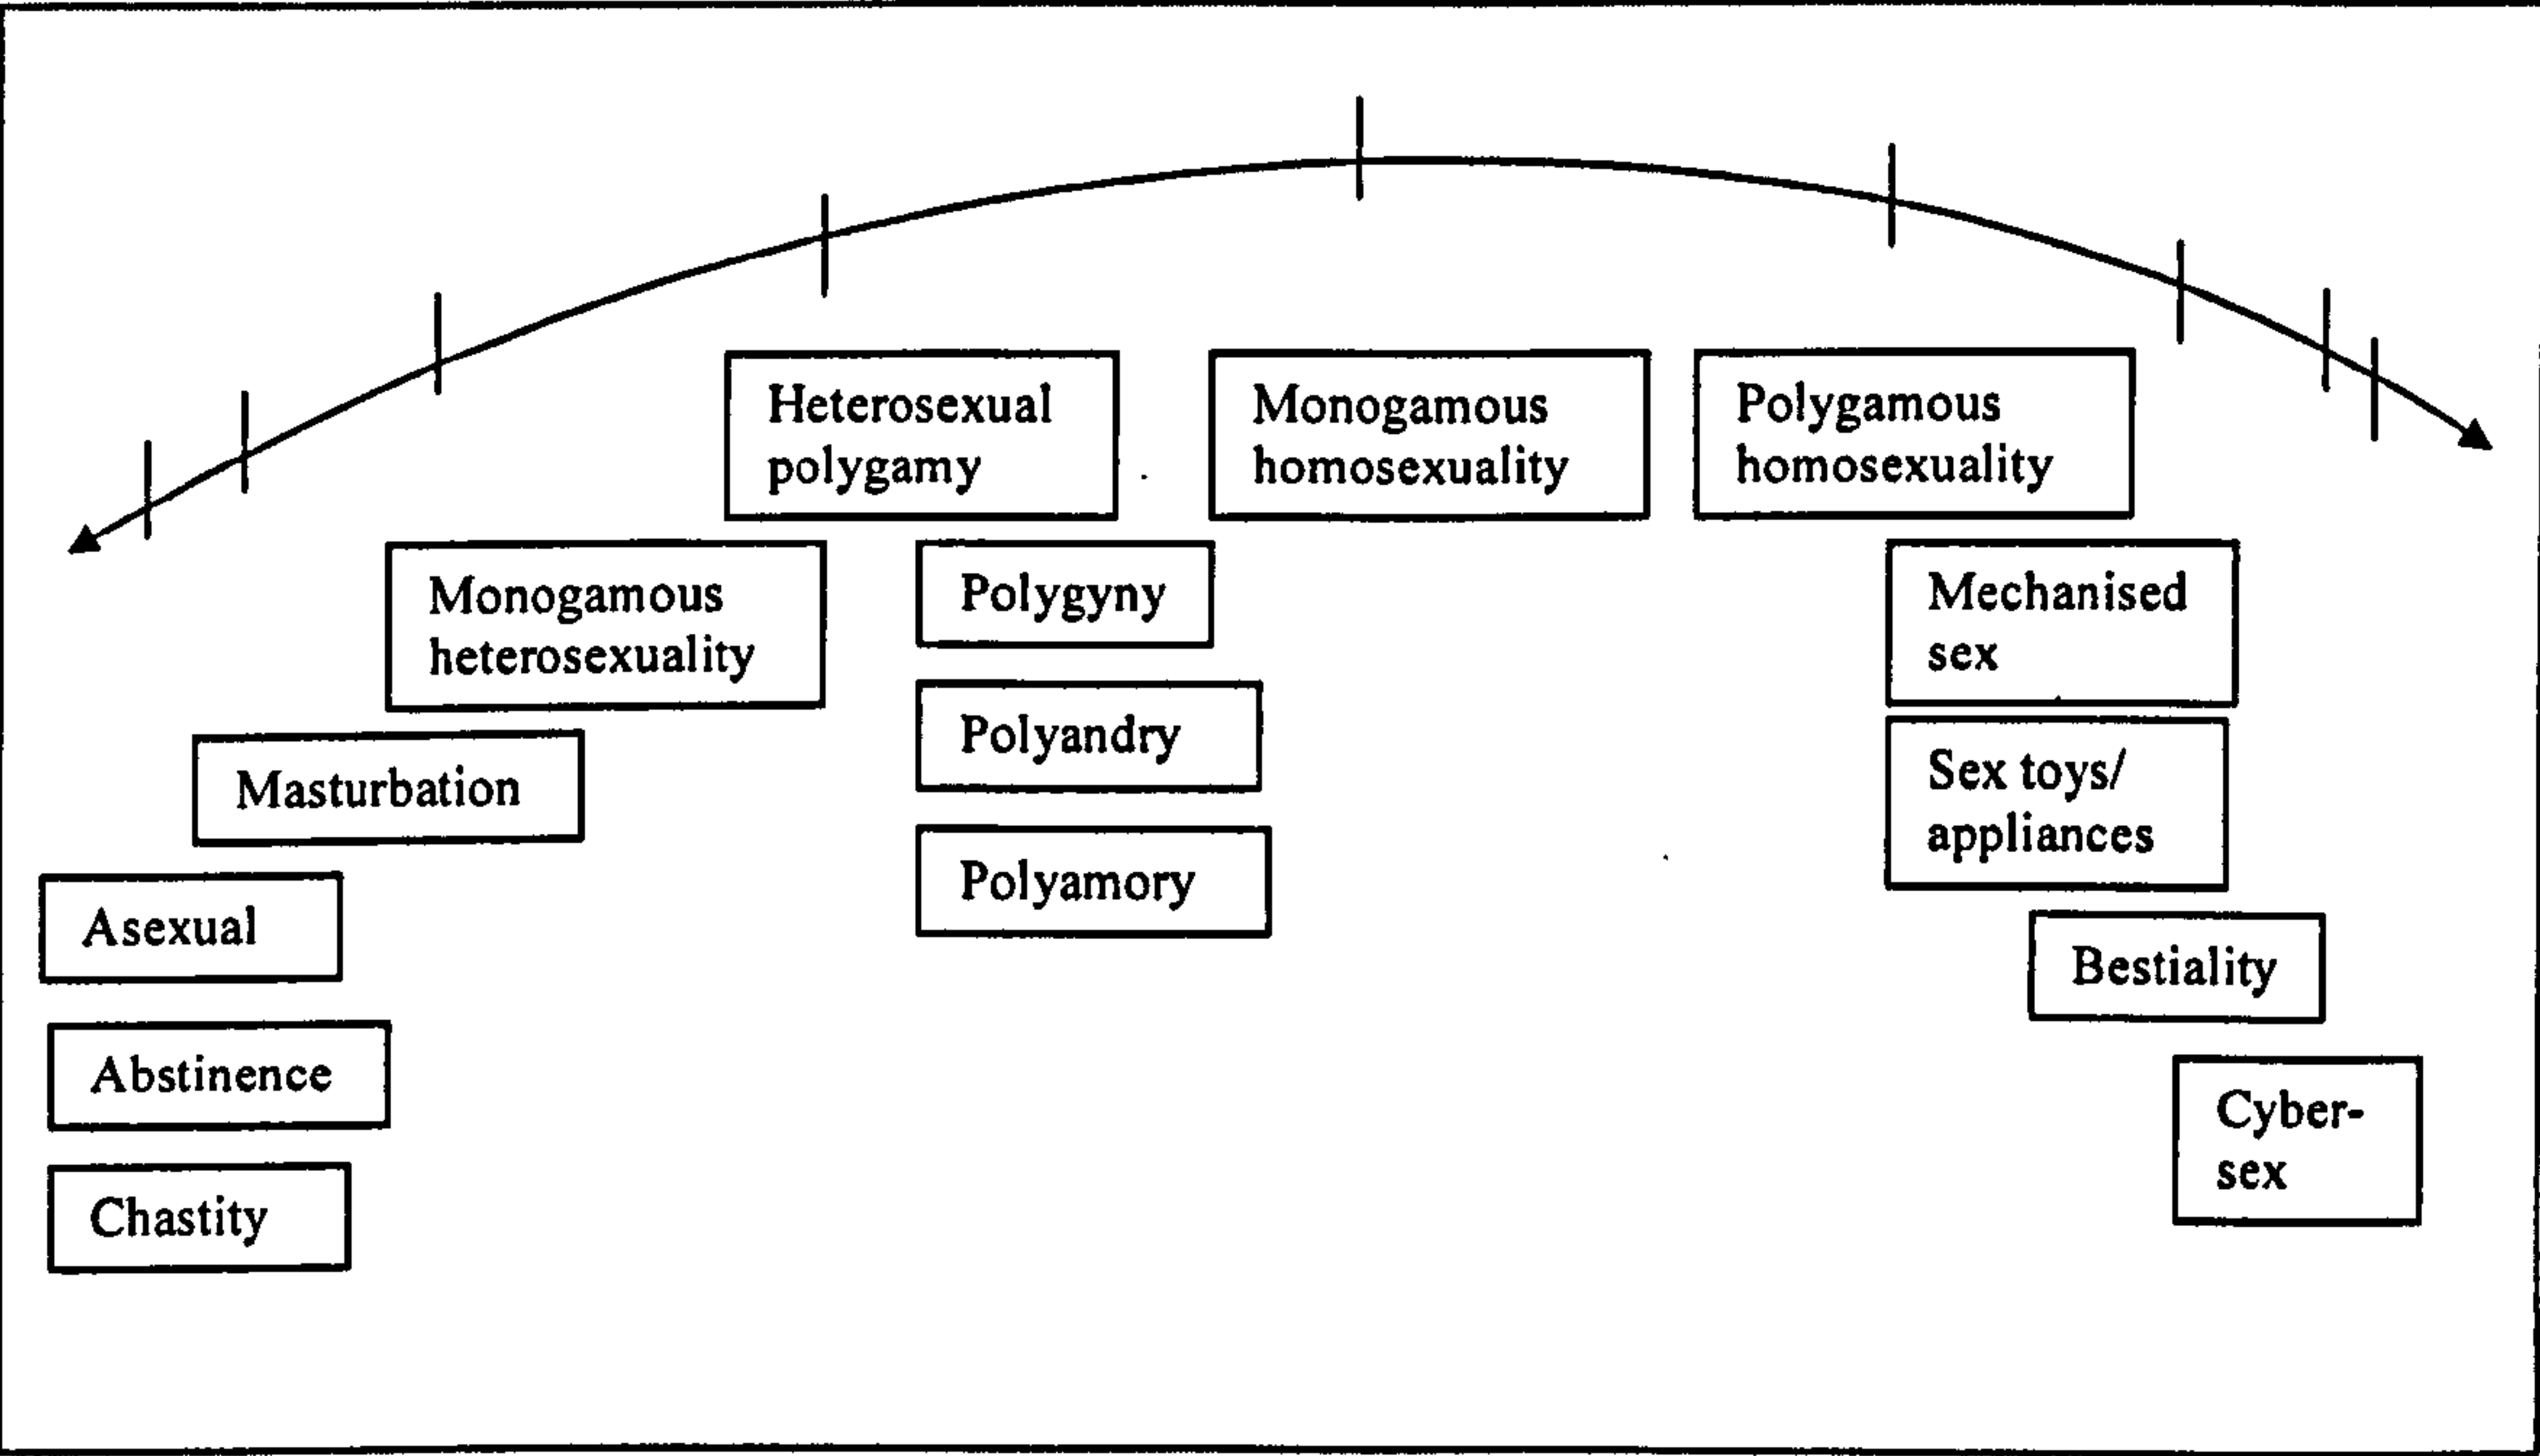 Heterosexual
polygamy
Monogamous
homosexuality
Polygamous
homosexuality
Monogamous
heterosexuality
Polygyny
Mechanised
sex
Polyandry
Masturbation
Sex toys/
appliances
Polyamory
Asexual
Bestiality
Abstinence
Cyber-
sex
Chastity